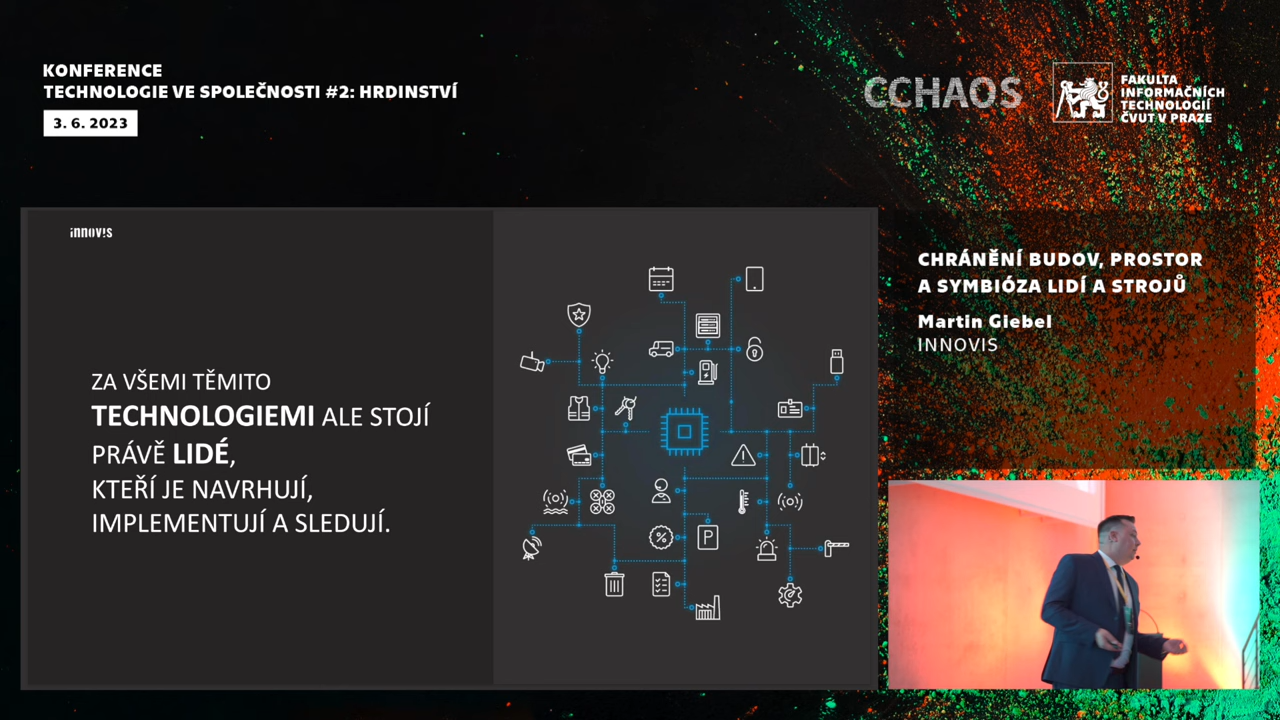 KONFERENCE
TECHNOLOGIE VE SPOLEČNOSTI #2: HRDINSTVÍ
3. 6. 2023
CCHAOS
FAKULTA
INFORMAČNÍCH
TECHNOLOGIÍ
ČVUT V PRAZE
innov!s
ZA VŠEMI TĚMITO
TECHNOLOGIEMI ALE STOJÍ
PRÁVĚ LIDÉ,
KTEŘÍ JE NAVRHUJÍ,
IMPLEMENTUJÍ A SLEDUJÍ.
%
P
CHRÁNĚNÍ BUDOV, PROSTOR
A SYMBIÓZA LIDÍ A STROJŮ
Martin Giebel
INNOVIS